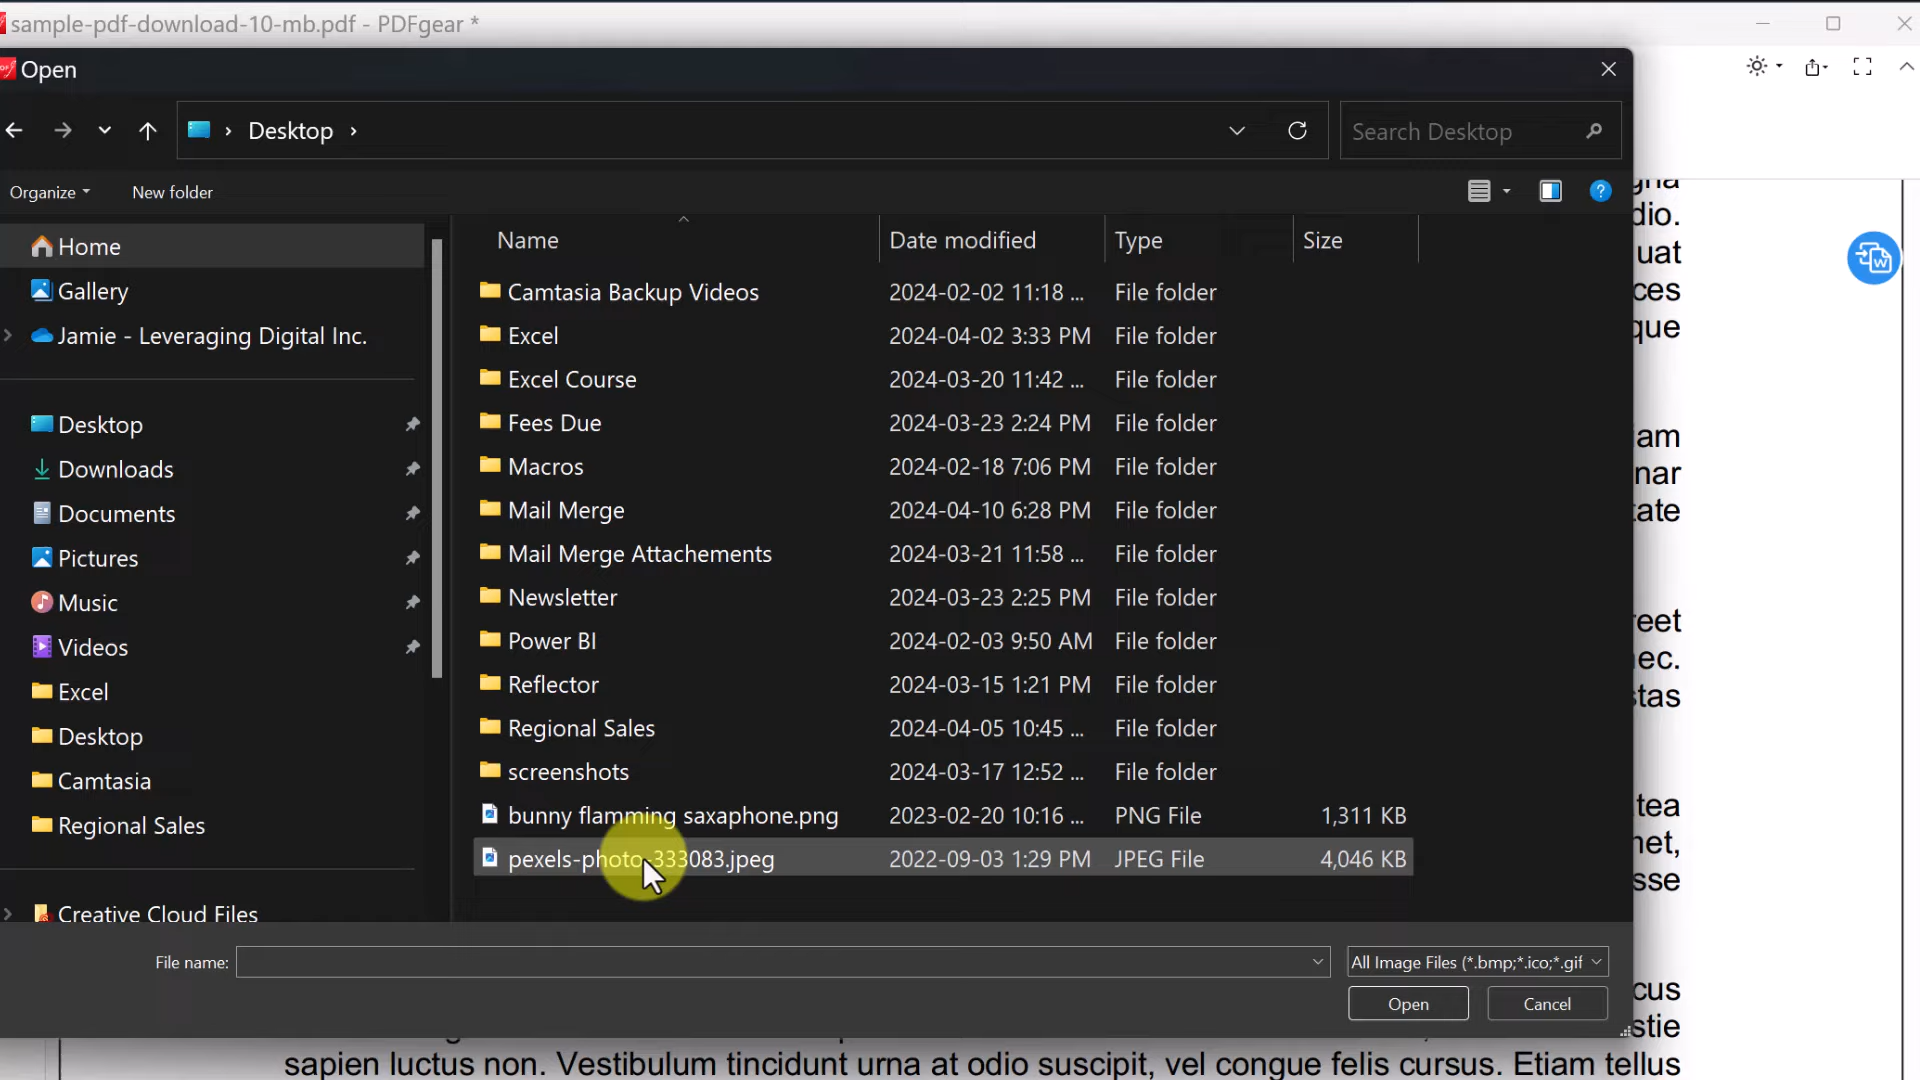 sample-pdf-download-10-mb.pdf - PDFgear *
Open
Desktop
Search Desktop
Organize
New folder
Home
Gallery
Jamie - Leveraging Digital Inc.
Desktop
Downloads
Documents
Pictures
Music
Videos
Excel
Desktop
Camtasia
Regional Sales
Creative Cloud Files
Name Date modified Type Size
Camtasia Backup Videos 2024-02-02 11:18 ... File folder
Excel 2024-04-02 3:33 PM File folder
Excel Course 2024-03-20 11:42 ... File folder
Fees Due 2024-03-23 2:24 PM File folder
Macros 2024-02-18 7:06 PM File folder
Mail Merge 2024-04-10 6:28 PM File folder
Mail Merge Attachements 2024-03-21 11:58 ... File folder
Newsletter 2024-03-23 2:25 PM File folder
Power BI 2024-02-03 9:50 AM File folder
Reflector 2024-03-15 1:21 PM File folder
Regional Sales 2024-04-05 10:45 ... File folder
screenshots 2024-03-17 12:52 ... File folder
bunny flamming saxaphone.png 2023-02-20 10:16 ... PNG File 1,311 KB
pexels-photo-333083.jpeg 2022-09-03 1:29 PM JPEG File 4,046 KB
File name:
All Image Files (*.bmp;*.ico;*.gif
Open
Cancel
dio.
uat
ces
que
iam
nar
tate
reet
nec.
stas
tea
met,
sse
cus
stie
sapien luctus non. Vestibulum tincidunt urna at odio suscipit, vel congue felis cursus. Etiam tellus